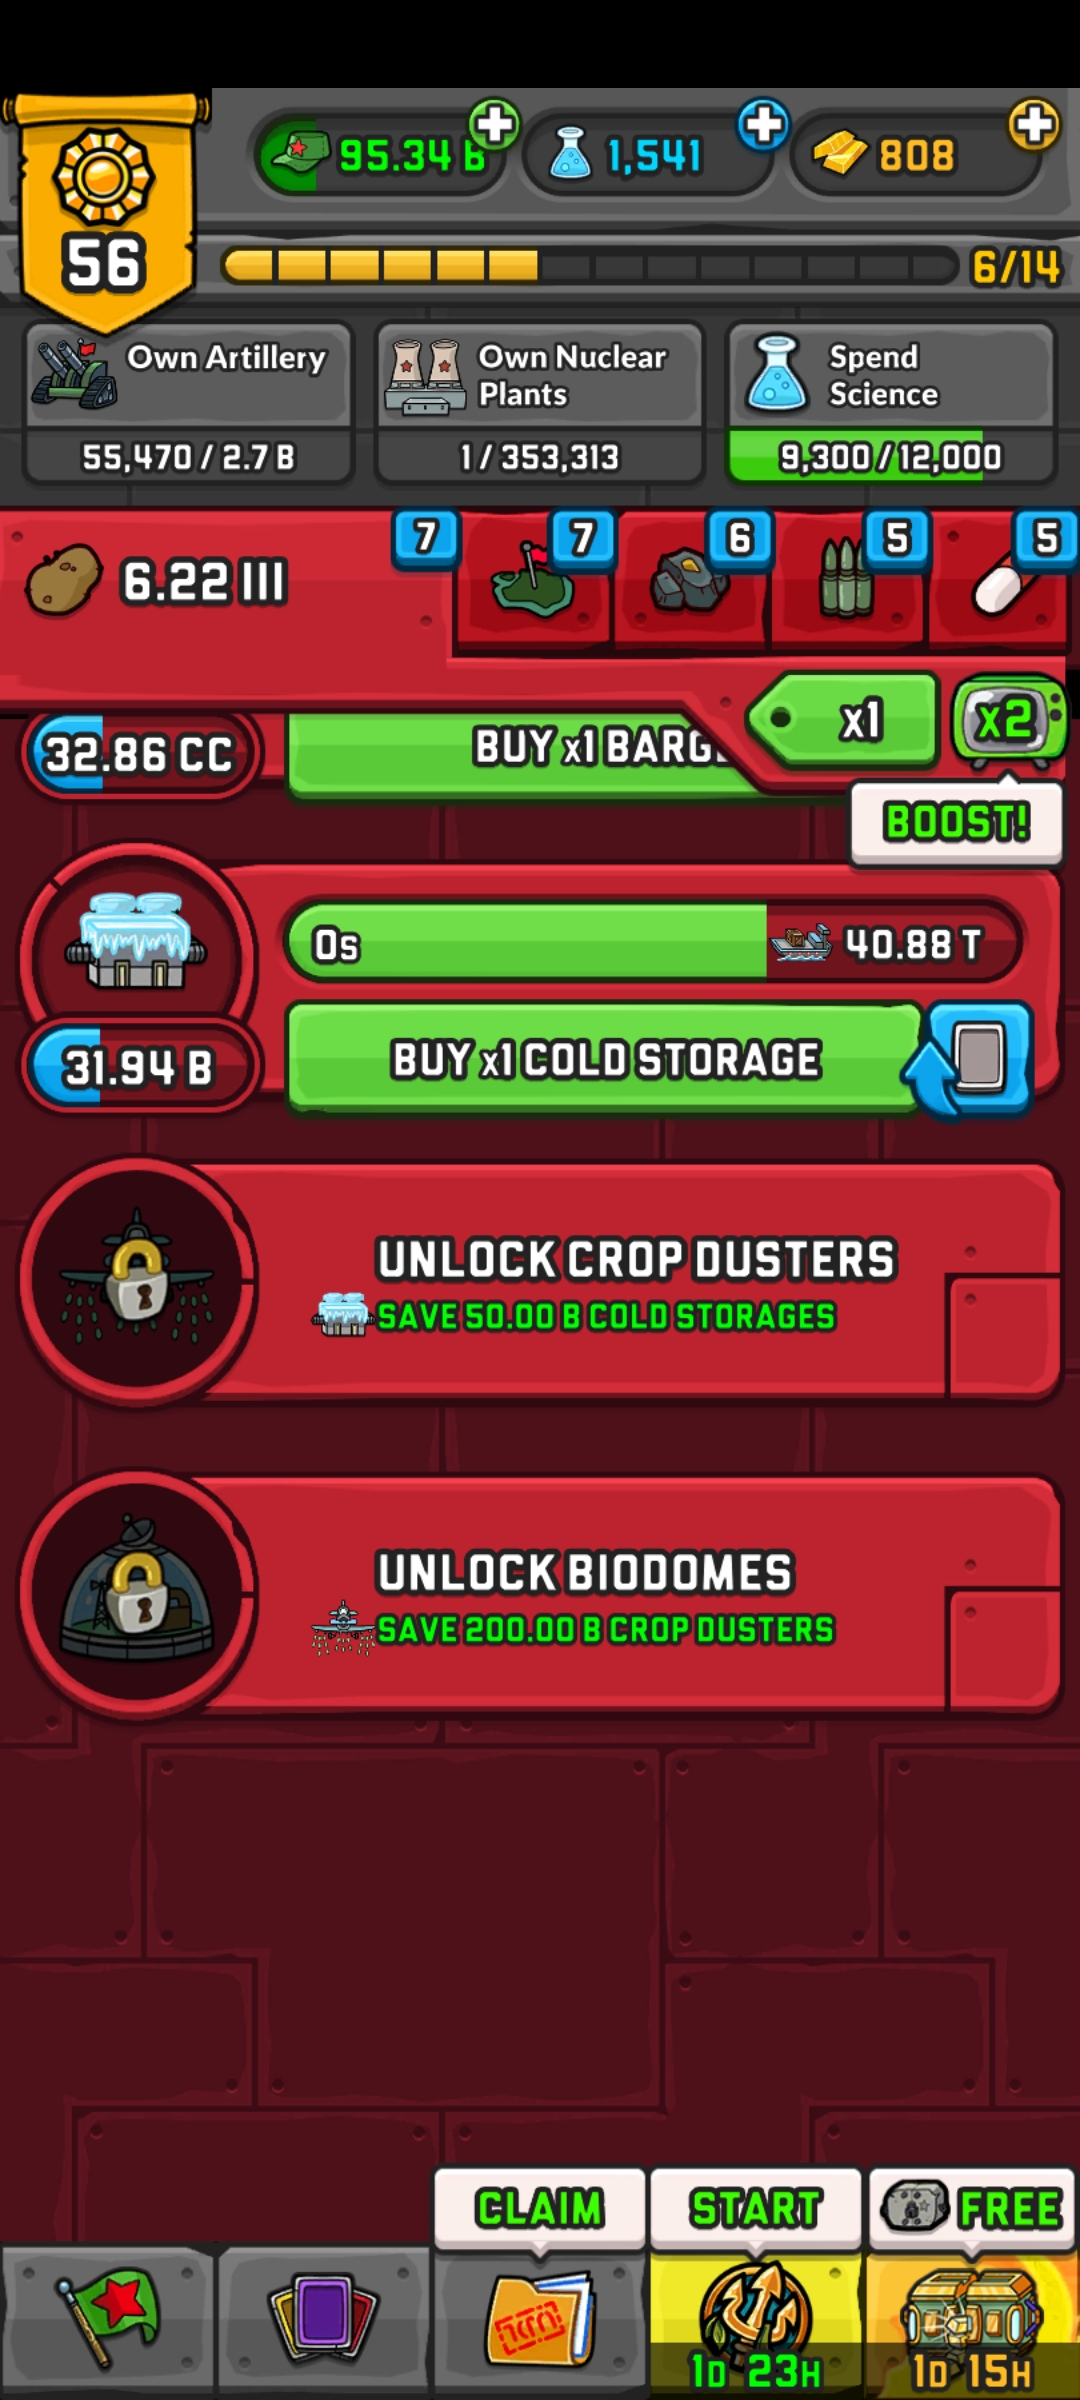 56
95.34 B
1,541
808
6/14
Own Artillery
55,470 / 2.7 B
Own Nuclear
Plants
1 / 353,313
Spend
Science
9,300 / 12,000
6.22 III
7
7
6
5
5
x1
x2
BOOST!
32.86 CC
BUY x1 BARGE
0s
40.88 T
31.94 B
BUY x1 COLD STORAGE
UNLOCK CROP DUSTERS
SAVE 50.00 B COLD STORAGES
UNLOCK BIODOMES
SAVE 200.00 B CROP DUSTERS
CLAIM
START
FREE
1D 23H
1D 15H